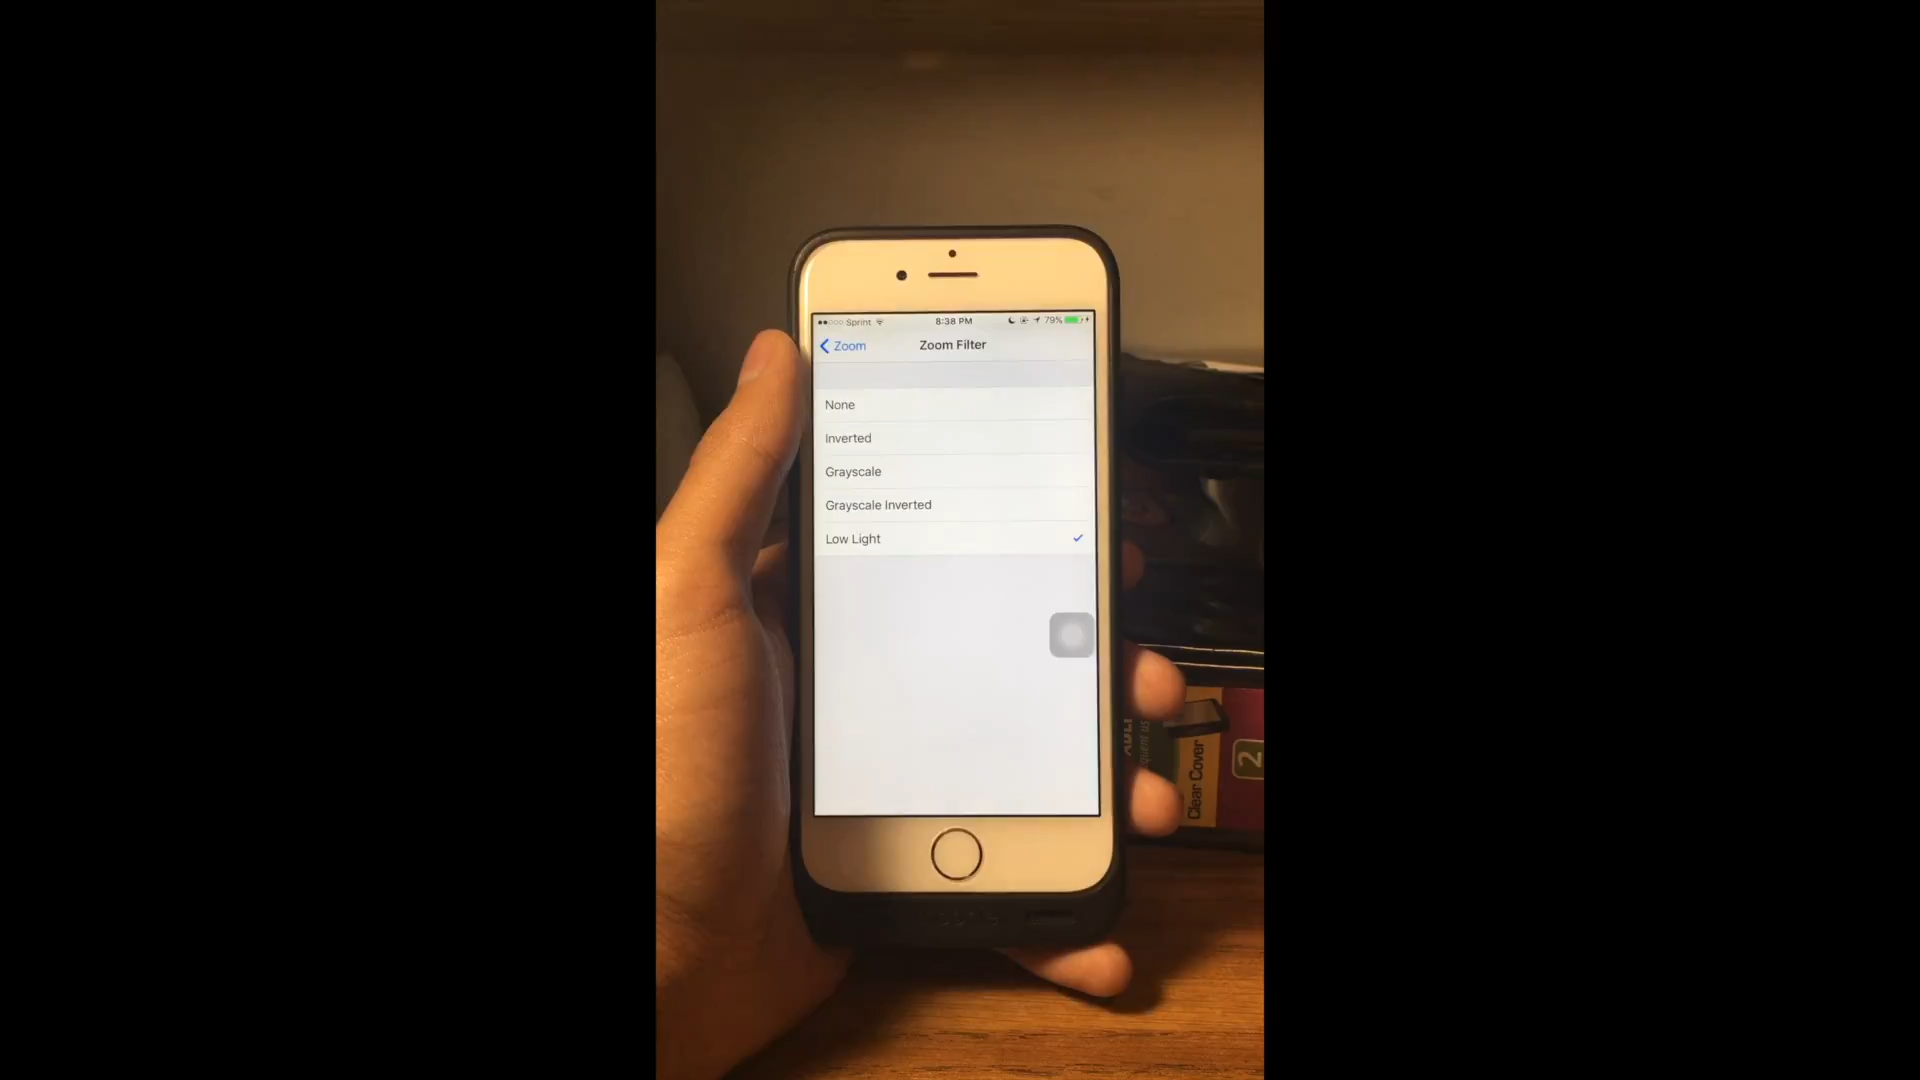 Sprint 8:38 PM 79%
Zoom Zoom Filter
None
Inverted
Grayscale
Grayscale Inverted
Low Light
Clear Cover
2